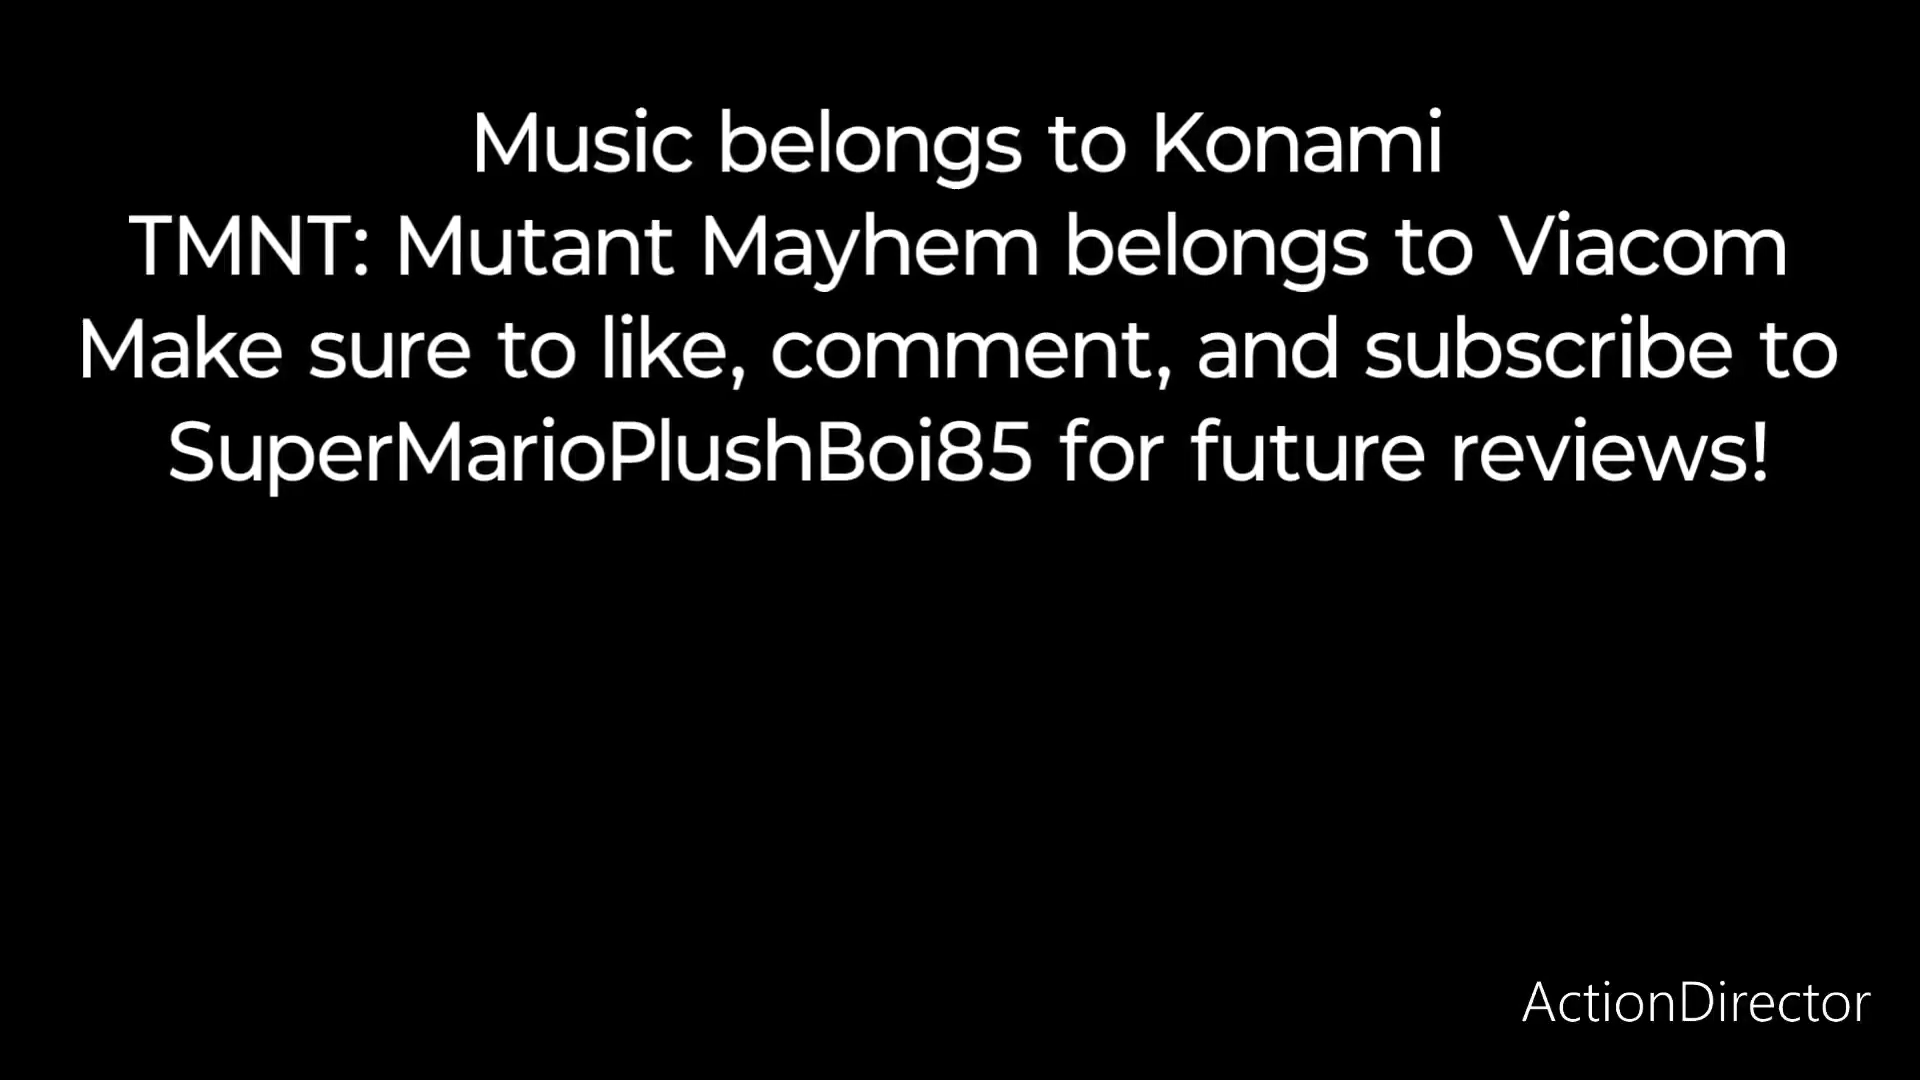 Music belongs to Konami
TMNT: Mutant Mayhem belongs to Viacom
Make sure to like, comment, and subscribe to
SuperMarioPlushBoi85 for future reviews!
ActionDirector